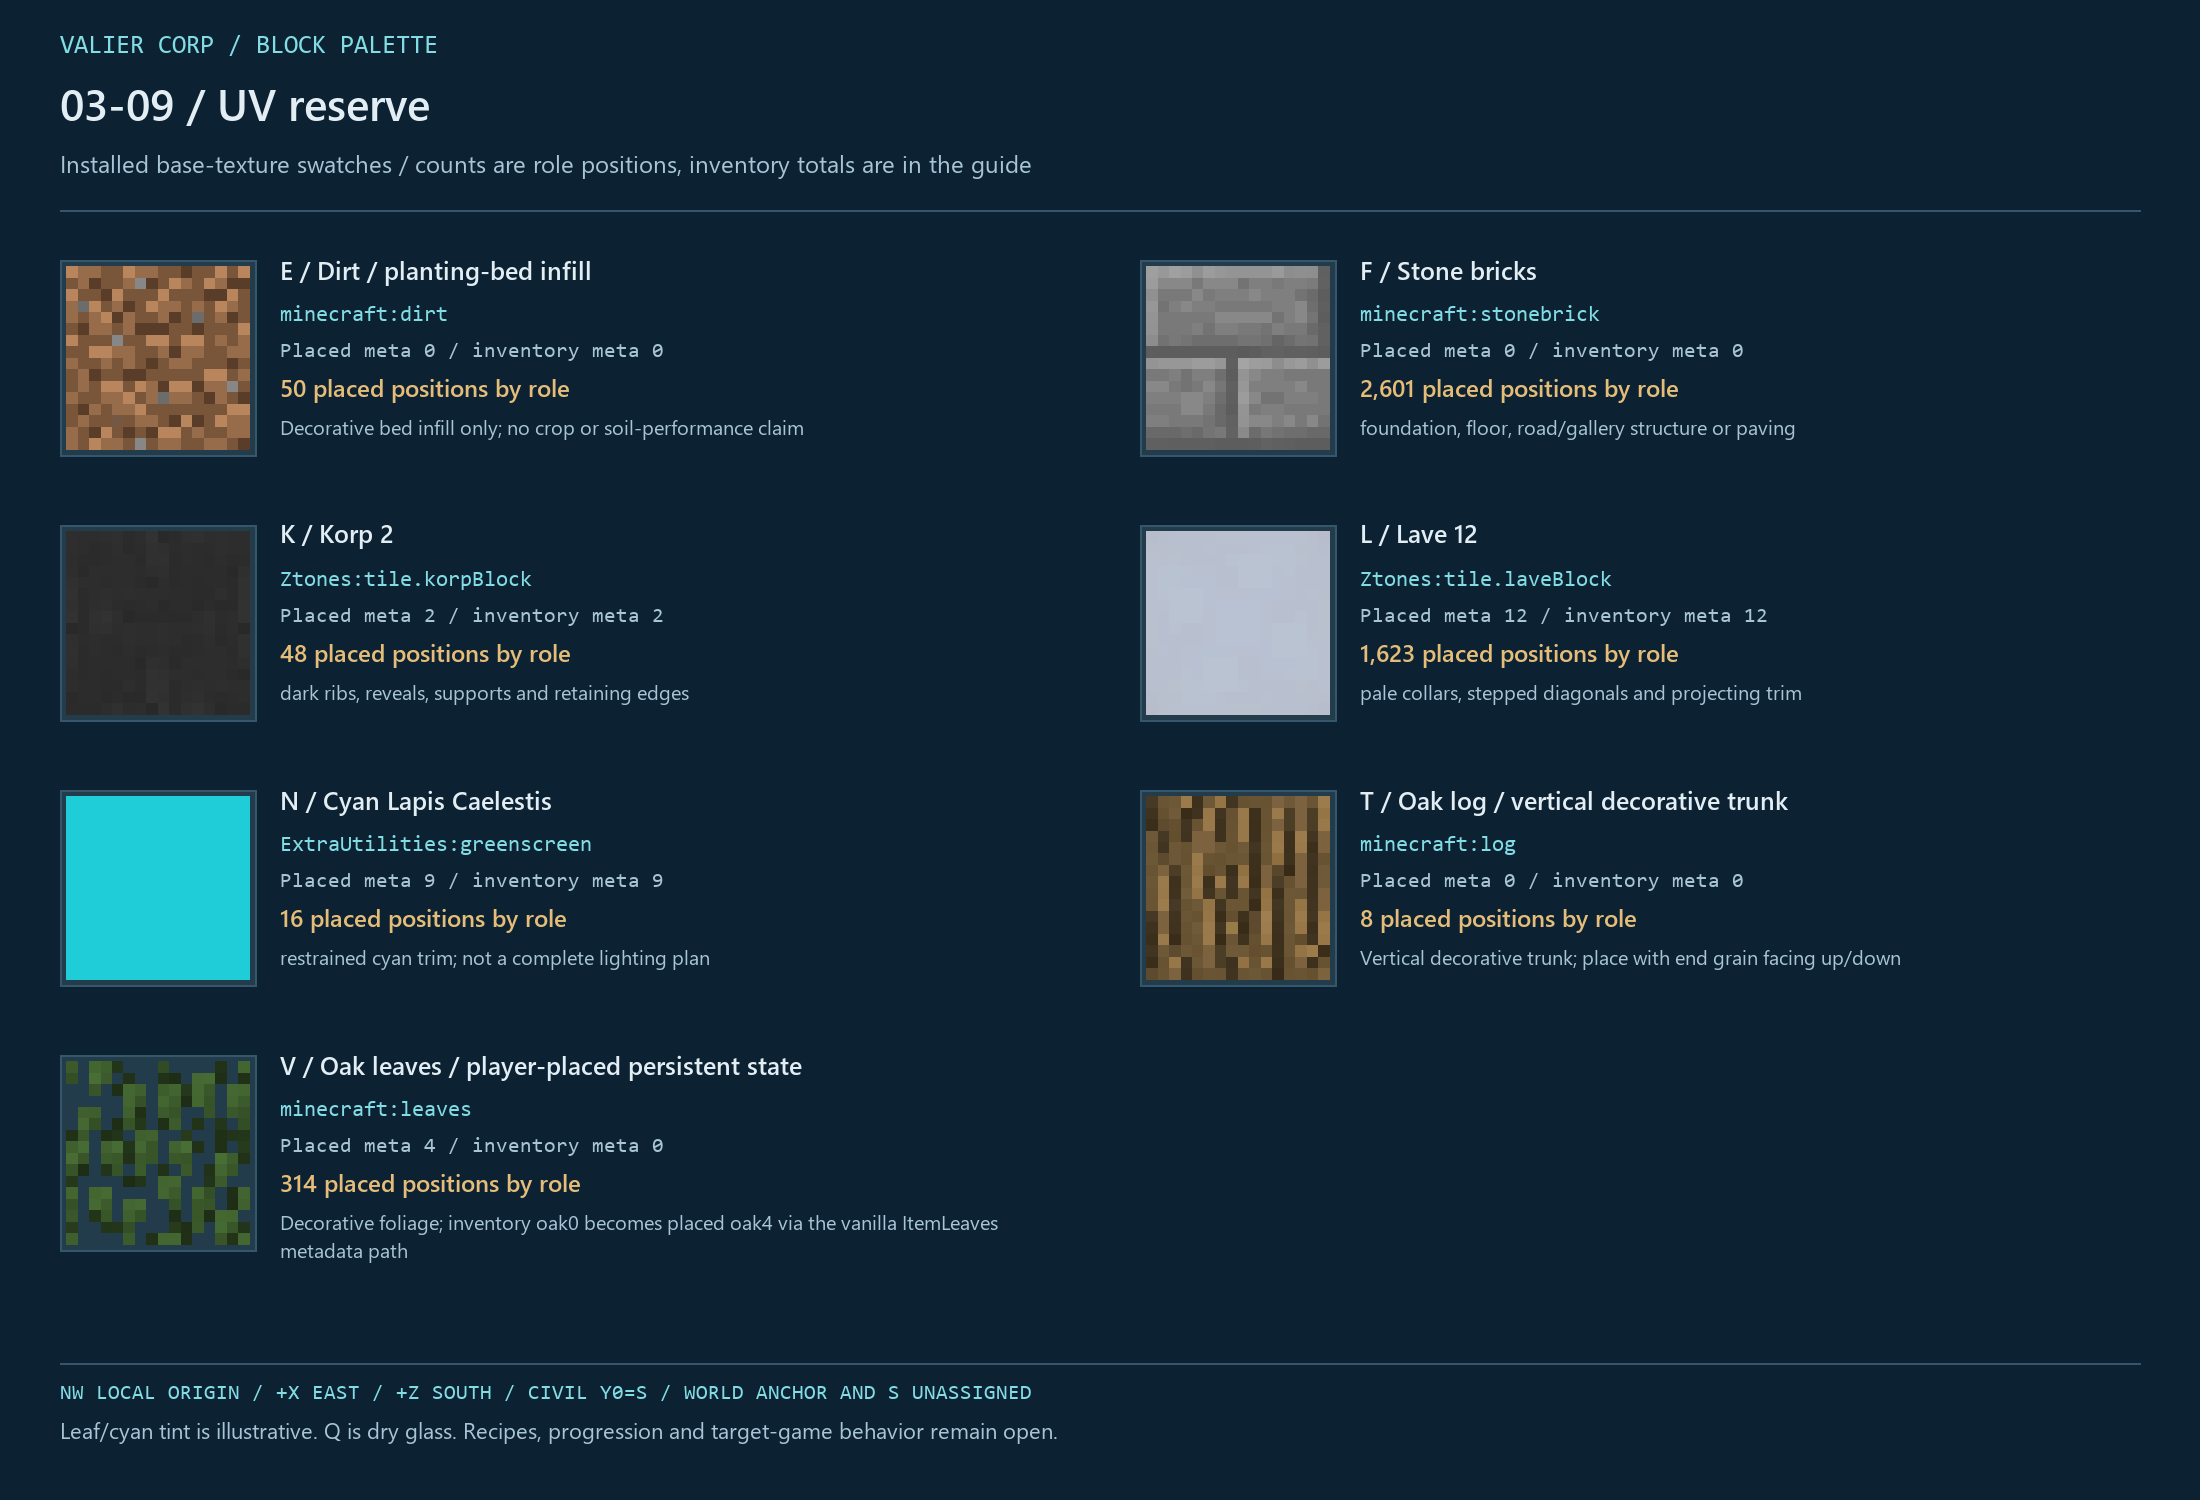 VALIER CORP / BLOCK PALETTE
03-09 / UV reserve
Installed base-texture swatches / counts are role positions, inventory totals are in the guide
E / Dirt / planting-bed infill
minecraft:dirt
Placed meta 0 / inventory meta 0
50 placed positions by role
Decorative bed infill only; no crop or soil-performance claim
F / Stone bricks
minecraft:stonebrick
Placed meta 0 / inventory meta 0
2,601 placed positions by role
foundation, floor, road/gallery structure or paving
K / Korp 2
Ztones:tile.korpBlock
Placed meta 2 / inventory meta 2
48 placed positions by role
dark ribs, reveals, supports and retaining edges
L / Lave 12
Ztones:tile.laveBlock
Placed meta 12 / inventory meta 12
1,623 placed positions by role
pale collars, stepped diagonals and projecting trim
N / Cyan Lapis Caelestis
ExtraUtilities:greenscreen
Placed meta 9 / inventory meta 9
16 placed positions by role
restrained cyan trim; not a complete lighting plan
T / Oak log / vertical decorative trunk
minecraft:log
Placed meta 0 / inventory meta 0
8 placed positions by role
Vertical decorative trunk; place with end grain facing up/down
V / Oak leaves / player-placed persistent state
minecraft:leaves
Placed meta 4 / inventory meta 0
314 placed positions by role
Decorative foliage; inventory oak0 becomes placed oak4 via the vanilla ItemLeaves
metadata path
NW LOCAL ORIGIN / +X EAST / +Z SOUTH / CIVIL Y0=S / WORLD ANCHOR AND S UNASSIGNED
Leaf/cyan tint is illustrative. Q is dry glass. Recipes, progression and target-game behavior remain open.